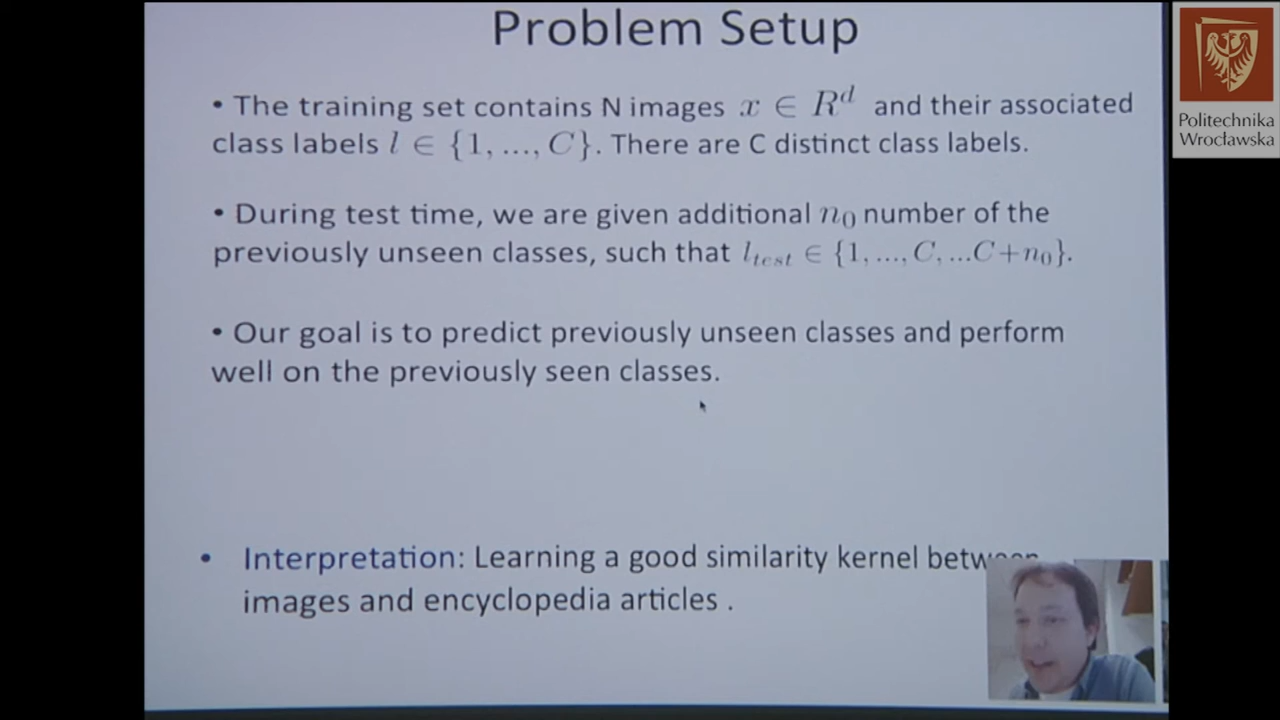 Problem Setup
• The training set contains N images x ∈ R^d and their associated
class labels l ∈ {1, ..., C}. There are C distinct class labels.
• During test time, we are given additional n₀ number of the
previously unseen classes, such that l_test ∈ {1, ..., C, ...C+n₀}.
• Our goal is to predict previously unseen classes and perform
well on the previously seen classes.
• Interpretation: Learning a good similarity kernel between
images and encyclopedia articles .
Politechnika
Wrocławska